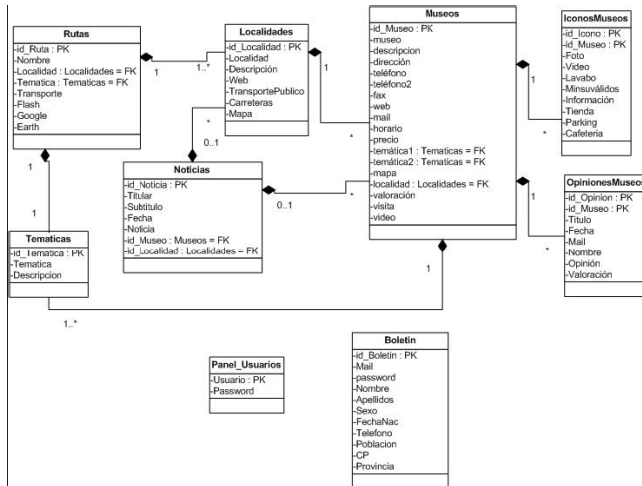 Rutas
-id_Ruta : PK
-Nombre
-Localidad : Localidades = FK
-Tematica : Tematicas = FK
-Transporte
-Flash
-Google
-Earth
1
1..*
1
1
Localidades
-id_Localidad : PK
-Localidad
-Descripción
-Web
-TransportePublico
-Carreteras
-Mapa
1
*
*
0..1
Noticias
-id_Noticia : PK
-Titular
-Subtitulo
-Fecha
-Noticia
-id_Museo : Museos = FK
-id_Localidad : Localidades = FK
0..1
*
Tematicas
-id_Tematica : PK
-Tematica
-Descripcion
1..*
1
Museos
-id_Museo : PK
-museo
-descripcion
-dirección
-teléfono
-teléfono2
-fax
-web
-mail
-horario
-precio
-temática1 : Tematicas = FK
-temática2 : Tematicas = FK
-mapa
-localidad : Localidades = FK
-valoración
-visita
-video
1
*
1
*
IconosMuseos
-id_Icono : PK
-id_Museo : PK
-Foto
-Video
-Lavabo
-Minsuválidos
-Información
-Tienda
-Parking
-Cafeteria
OpinionesMuseos
-id_Opinion : PK
-id_Museo : PK
-Titulo
-Fecha
-Mail
-Nombre
-Opinión
-Valoración
Panel_Usuarios
-Usuario : PK
-Password
Boletin
-id_Boletin : PK
-Mail
-password
-Nombre
-Apellidos
-Sexo
-FechaNac
-Telefono
-Poblacion
-CP
-Provincia